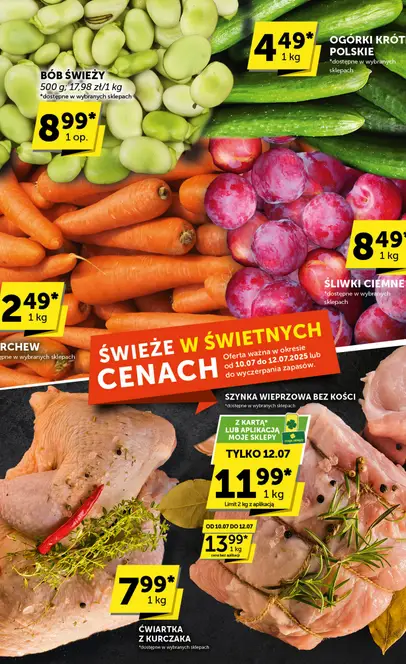 4.49*
1 kg
OGÓRKI KRÓT
POLSKIE
*dostępne w wybranych
sklepach
BÓB ŚWIEŻY
500 g, 17,98 zł/1 kg
*dostępne w wybranych sklepach
8.99*
1 op.
8.49*
1 kg
ŚLIWKI CIEMNE
*dostępne w wybranych
sklepach
2.49*
1 kg
RCHEW
pne w wybranych sklepach
ŚWIEŻE W ŚWIETNYCH
CENACH
Oferta ważna w okresie
od 10.07 do 12.07.2025 lub
do wyczerpania zapasów.
SZYNKA WIEPRZOWA BEZ KOŚCI
*dostępne w wybranych sklepach
Z KARTĄ*
LUB APLIKACJĄ
MOJE SKLEPY
TYLKO 12.07
11.99*
1 kg
Limit 2 kg z aplikacją
OD 10.07 DO 12.07
13.99*
1 kg
cena bez aplikacji
7.99*
1 kg
ĆWIARTKA
Z KURCZAKA
*dostępne w wybranych sklepach